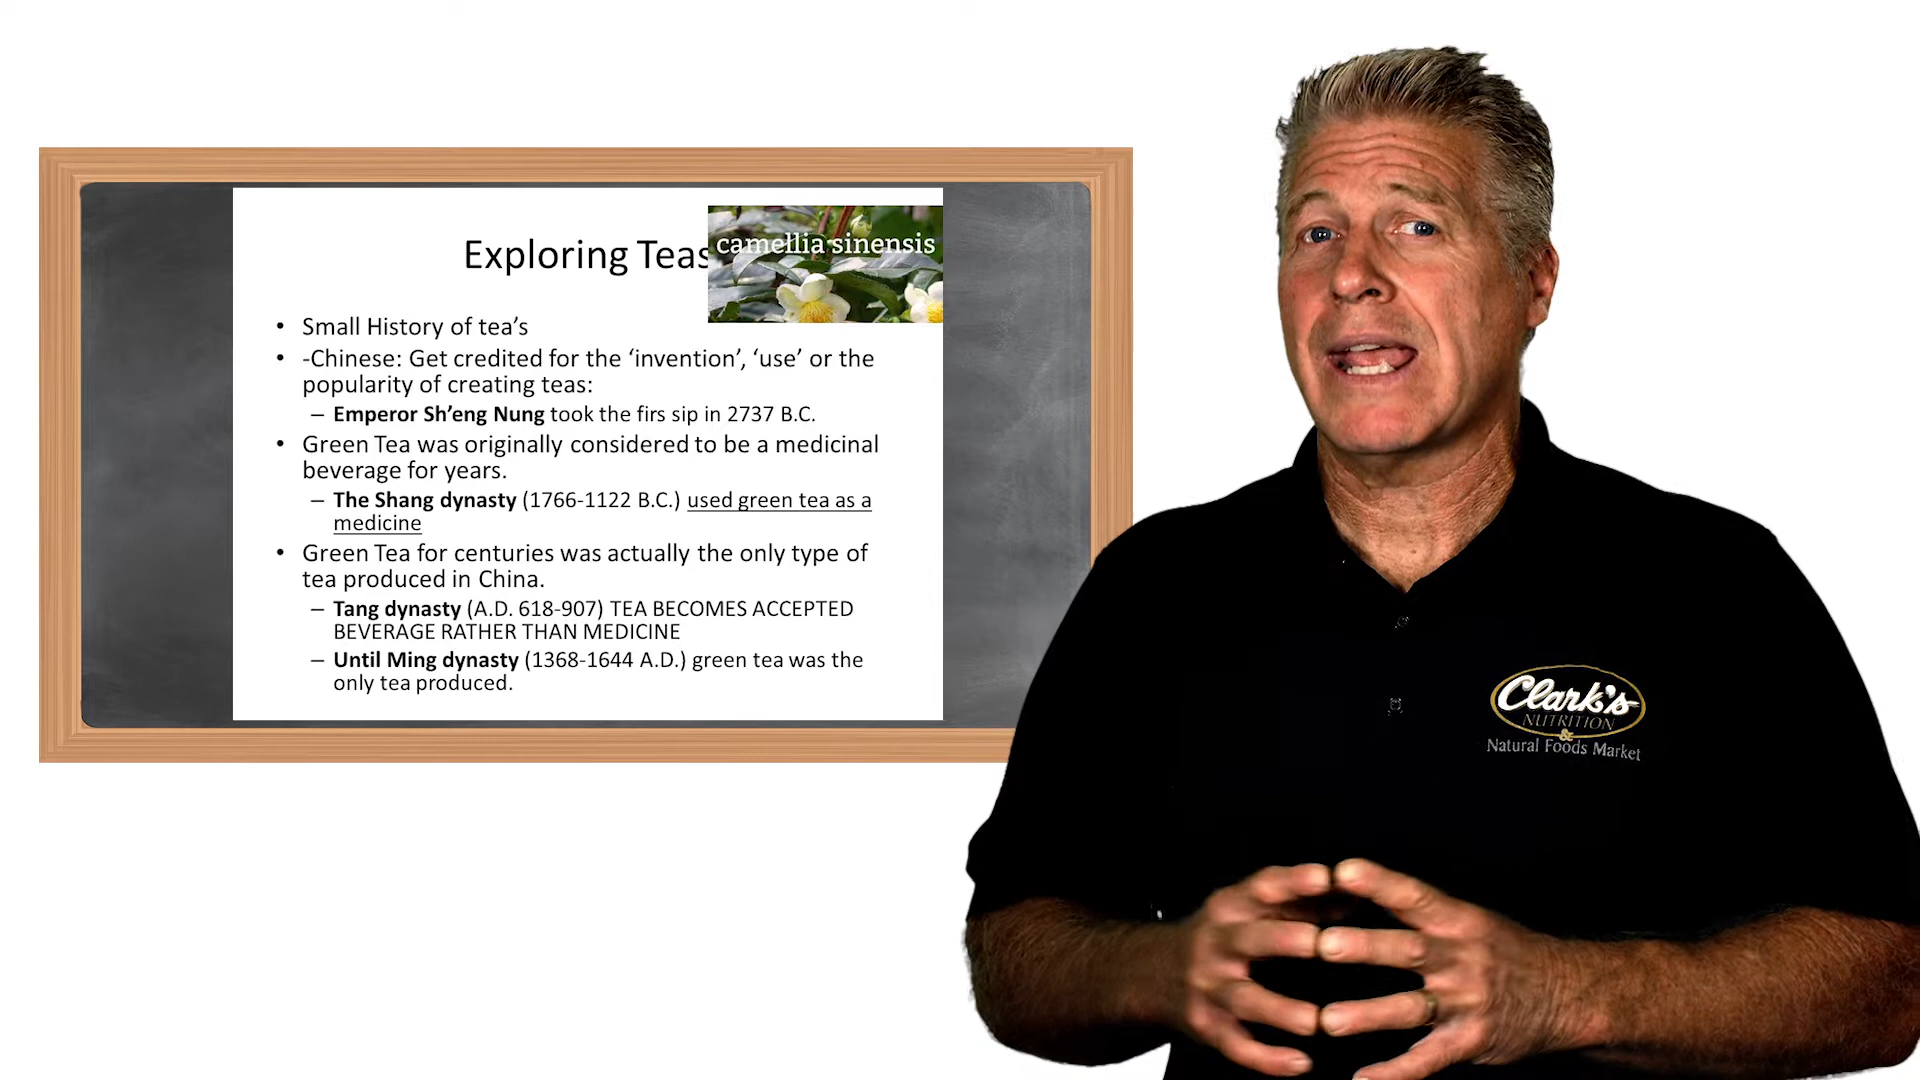 Exploring Teas
camellia sinensis
• Small History of tea’s
• -Chinese: Get credited for the ‘invention’, ‘use’ or the
popularity of creating teas:
– Emperor Sh’eng Nung took the firs sip in 2737 B.C.
• Green Tea was originally considered to be a medicinal
beverage for years.
– The Shang dynasty (1766-1122 B.C.) used green tea as a
medicine
• Green Tea for centuries was actually the only type of
tea produced in China.
– Tang dynasty (A.D. 618-907) TEA BECOMES ACCEPTED
BEVERAGE RATHER THAN MEDICINE
– Until Ming dynasty (1368-1644 A.D.) green tea was the
only tea produced.
Clark's
NUTRITION
&
Natural Foods Market